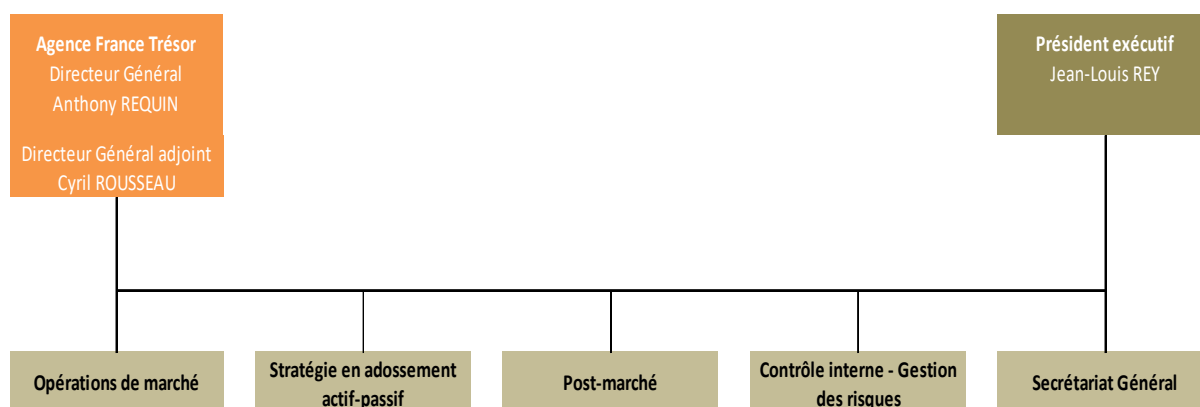 Agence France Trésor
Directeur Général
Anthony REQUIN
Directeur Général adjoint
Cyril ROUSSEAU
Président exécutif
Jean-Louis REY
Opérations de marché
Stratégie en adossement
actif-passif
Post-marché
Contrôle interne - Gestion
des risques
Secrétariat Général